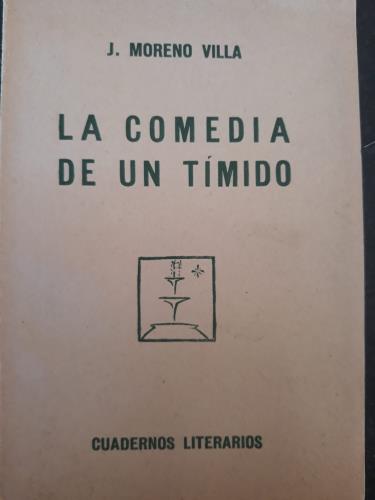 J. MORENO VILLA
LA COMEDIA
DE UN TÍMIDO
CUADERNOS LITERARIOS